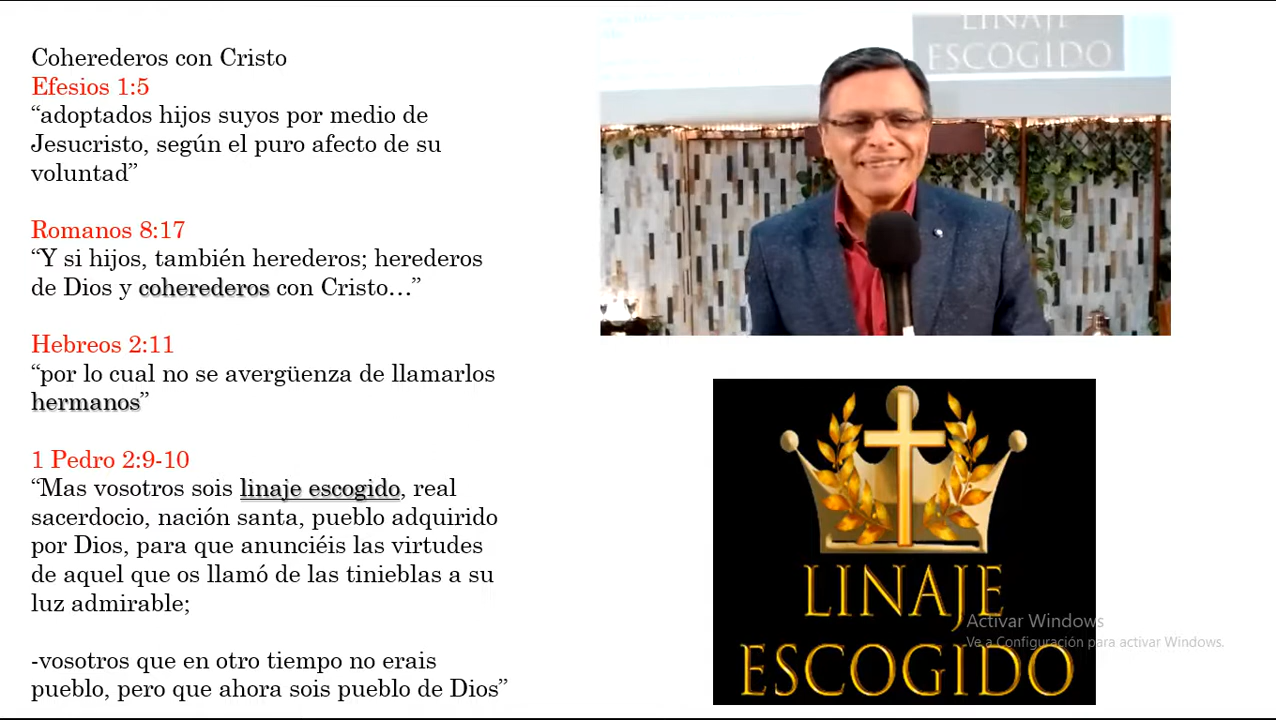 Coherederos con Cristo
Efesios 1:5
“adoptados hijos suyos por medio de
Jesucristo, según el puro afecto de su
voluntad”
Romanos 8:17
“Y si hijos, también herederos; herederos
de Dios y coherederos con Cristo…”
Hebreos 2:11
“por lo cual no se avergüenza de llamarlos
hermanos”
1 Pedro 2:9-10
“Mas vosotros sois linaje escogido, real
sacerdocio, nación santa, pueblo adquirido
por Dios, para que anunciéis las virtudes
de aquel que os llamó de las tinieblas a su
luz admirable;
-vosotros que en otro tiempo no erais
pueblo, pero que ahora sois pueblo de Dios”
LINAJE
ESCOGIDO
LINAJE
ESCOGIDO
Activar Windows
Ve a Configuración para activar Windows.